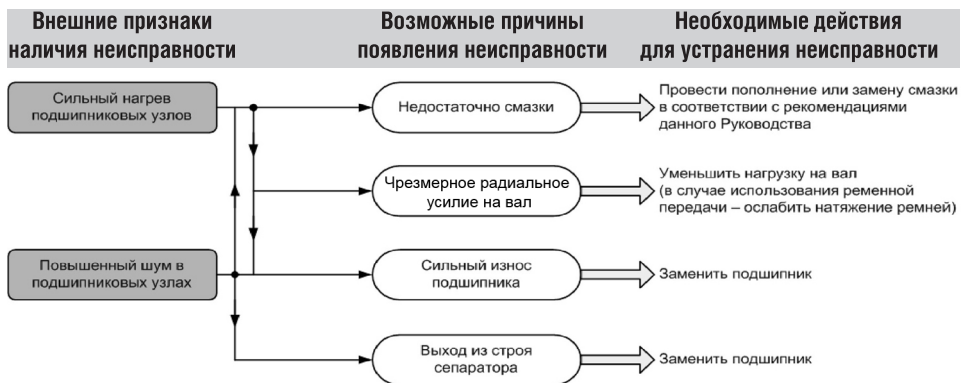 Внешние признаки
наличия неисправности
Возможные причины
появления неисправности
Необходимые действия
для устранения неисправности
Сильный нагрев
подшипниковых узлов
Недостаточно смазки
Провести пополнение или замену смазки
в соответствии с рекомендациями
данного Руководства
Чрезмерное радиальное
усилие на вал
Уменьшить нагрузку на вал
(в случае использования ременной
передачи – ослабить натяжение ремней)
Повышенный шум в
подшипниковых узлах
Сильный износ
подшипника
Заменить подшипник
Выход из строя
сепаратора
Заменить подшипник